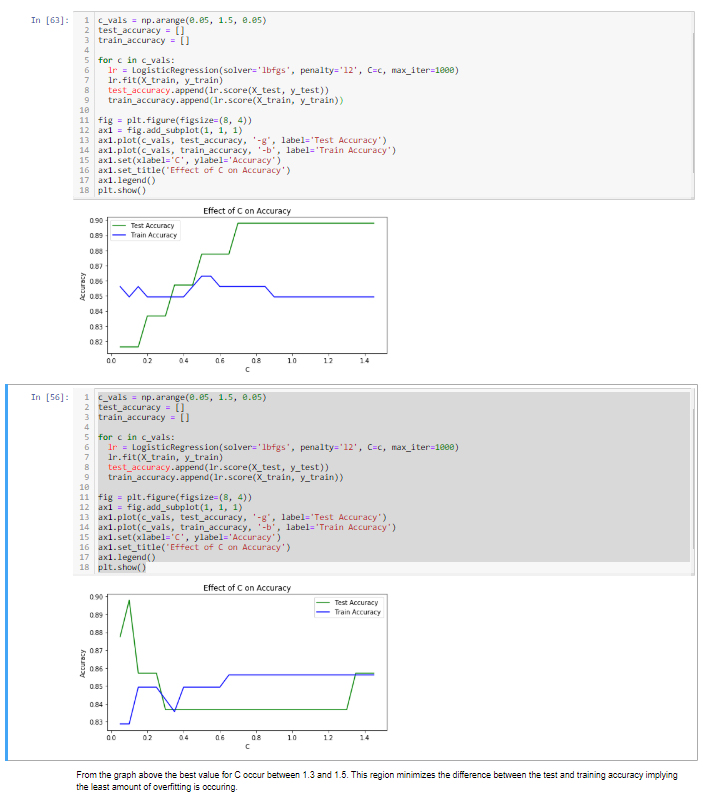 In [63]:
1 c_vals = np.arange(0.05, 1.5, 0.05)
2 test_accuracy = []
3 train_accuracy = []
4
5 for c in c_vals:
6 lr = LogisticRegression(solver='lbfgs', penalty='l2', C=c, max_iter=1000)
7 lr.fit(X_train, y_train)
8 test_accuracy.append(lr.score(X_test, y_test))
9 train_accuracy.append(lr.score(X_train, y_train))
10
11 fig = plt.figure(figsize=(8, 4))
12 ax1 = fig.add_subplot(1, 1, 1)
13 ax1.plot(c_vals, test_accuracy, '-g', label='Test Accuracy')
14 ax1.plot(c_vals, train_accuracy, '-b', label='Train Accuracy')
15 ax1.set(xlabel='C', ylabel='Accuracy')
16 ax1.set_title('Effect of C on Accuracy')
17 ax1.legend()
18 plt.show()
Effect of C on Accuracy
Test Accuracy
Train Accuracy
0.90
0.89
0.88
0.87
0.86
0.85
0.84
0.83
0.82
Accuracy
0.0 0.2 0.4 0.6 0.8 1.0 1.2 1.4
C
In [56]:
1 c_vals = np.arange(0.05, 1.5, 0.05)
2 test_accuracy = []
3 train_accuracy = []
4
5 for c in c_vals:
6 lr = LogisticRegression(solver='lbfgs', penalty='l2', C=c, max_iter=1000)
7 lr.fit(X_train, y_train)
8 test_accuracy.append(lr.score(X_test, y_test))
9 train_accuracy.append(lr.score(X_train, y_train))
10
11 fig = plt.figure(figsize=(8, 4))
12 ax1 = fig.add_subplot(1, 1, 1)
13 ax1.plot(c_vals, test_accuracy, '-g', label='Test Accuracy')
14 ax1.plot(c_vals, train_accuracy, '-b', label='Train Accuracy')
15 ax1.set(xlabel='C', ylabel='Accuracy')
16 ax1.set_title('Effect of C on Accuracy')
17 ax1.legend()
18 plt.show()
Effect of C on Accuracy
Test Accuracy
Train Accuracy
0.90
0.89
0.88
0.87
0.86
0.85
0.84
0.83
Accuracy
0.0 0.2 0.4 0.6 0.8 1.0 1.2 1.4
C
From the graph above the best value for C occur between 1.3 and 1.5. This region minimizes the difference between the test and training accuracy implying
the least amount of overfitting is occuring.